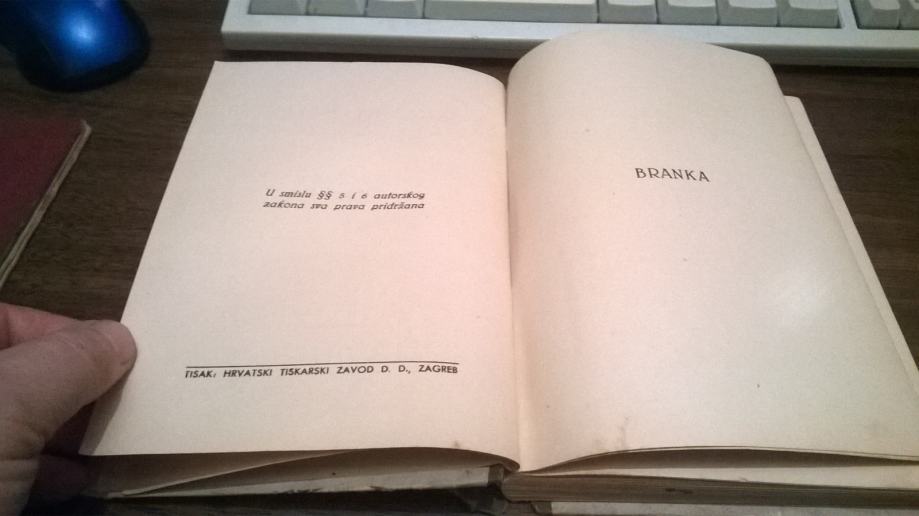 U smislu §§ 5 i 6 autorskog
zakona sva prava pridržana
TISAK: HRVATSKI TISKARSKI ZAVOD D. D., ZAGREB
BRANKA